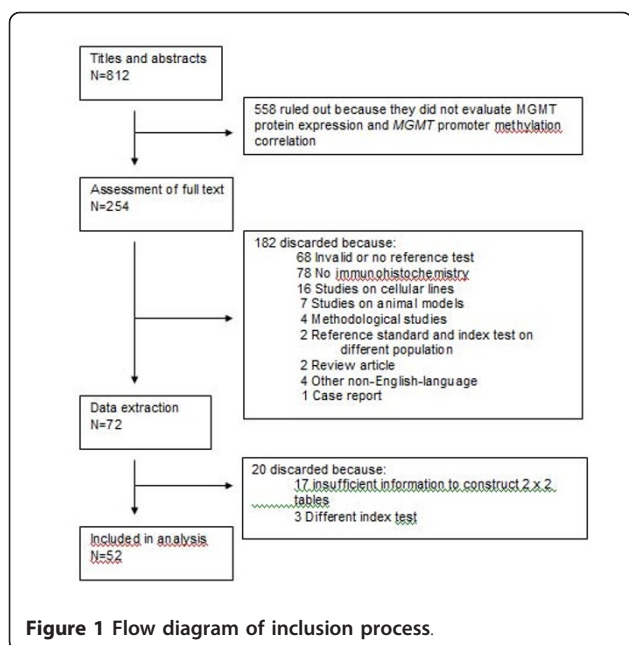 Titles and abstracts
N=812
558 ruled out because they did not evaluate MGMT
protein expression and MGMT promoter methylation
correlation
Assessment of full text
N=254
182 discarded because:
68 Invalid or no reference test
78 No immunohistochemistry
16 Studies on cellular lines
7 Studies on animal models
4 Methodological studies
2 Reference standard and index test on
different population
2 Review article
4 Other non-English-language
1 Case report
Data extraction
N=72
20 discarded because:
17 insufficient information to construct 2 x 2
tables
3 Different index test
Included in analysis
N=52
Figure 1 Flow diagram of inclusion process.